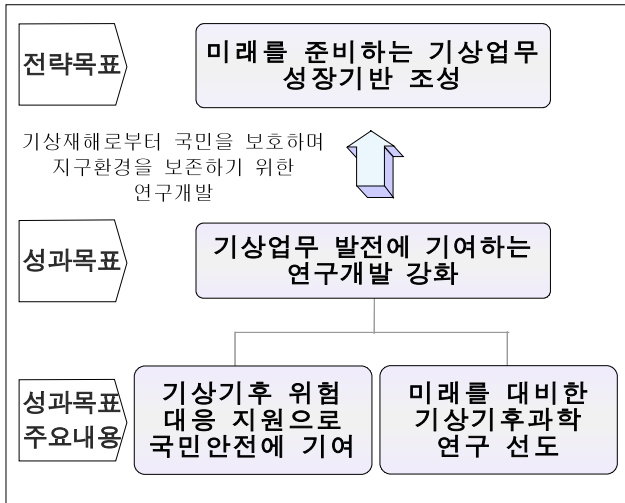 전략목표
미래를 준비하는 기상업무
성장기반 조성
기상재해로부터 국민을 보호하며
지구환경을 보존하기 위한
연구개발
성과목표
기상업무 발전에 기여하는
연구개발 강화
성과목표
주요내용
기상기후 위험
대응 지원으로
국민안전에 기여
미래를 대비한
기상기후과학
연구 선도